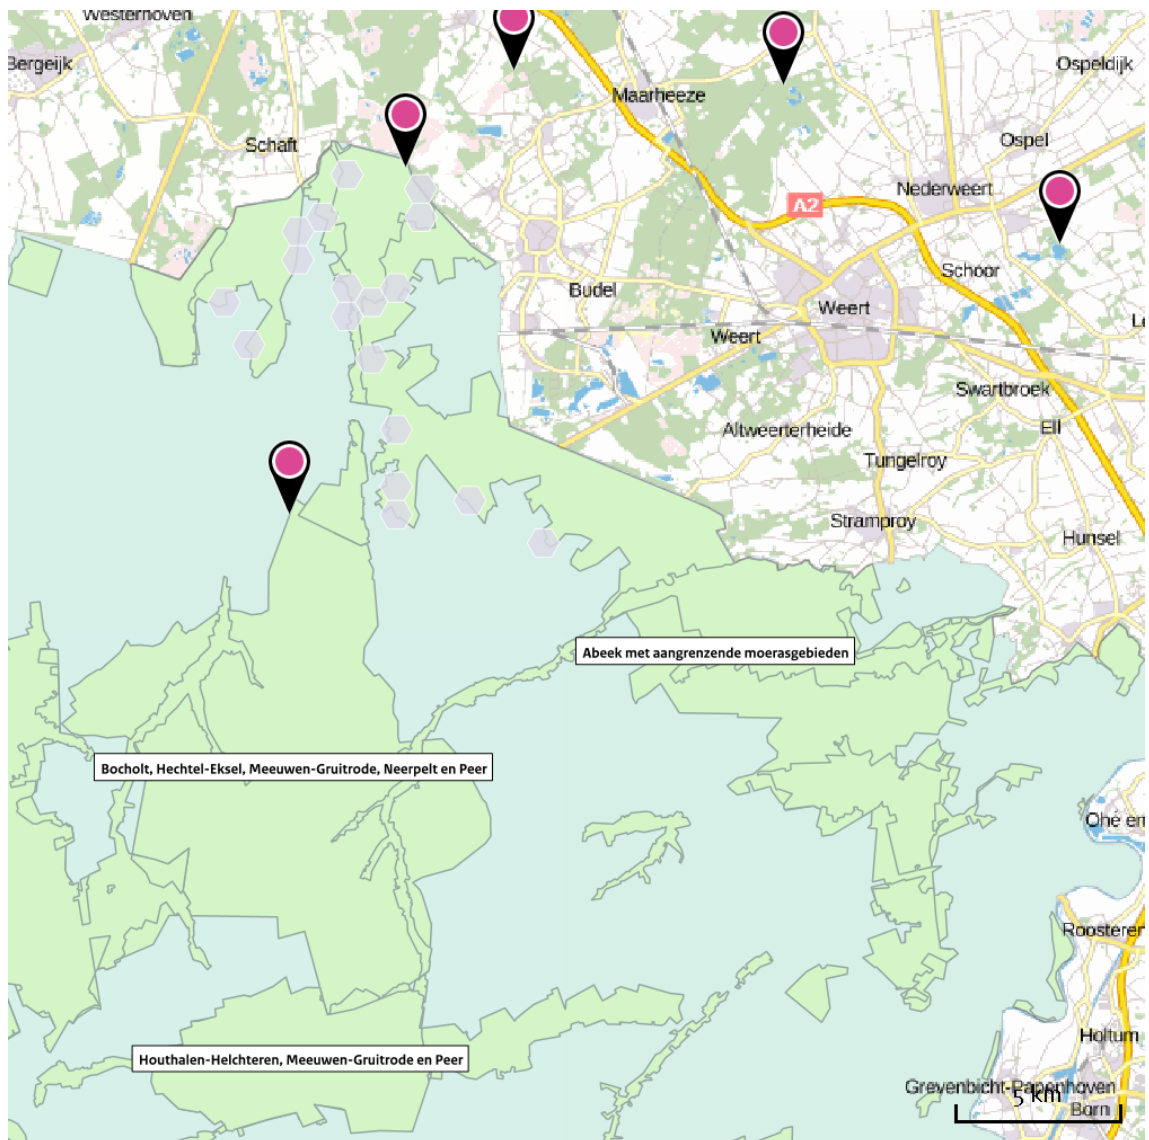 Westerhoven
Bergeijk
Ospeldijk
Maarheeze
Schaft
Ospel
Nederweert
A2
Schoor
Budel
Weert
Weert
Swartbroek
Altweerterheide
Ell
Tungelroy
Stramproy
Hunsel
Abeek met aangrenzende moerasgebieden
Bocholt, Hechtel-Eksel, Meeuwen-Gruitrode, Neerpelt en Peer
Ohé en
Roosteren
Holtum
Houthalen-Helchteren, Meeuwen-Gruitrode en Peer
Grevenbicht-Papenhoven
5 km
Born